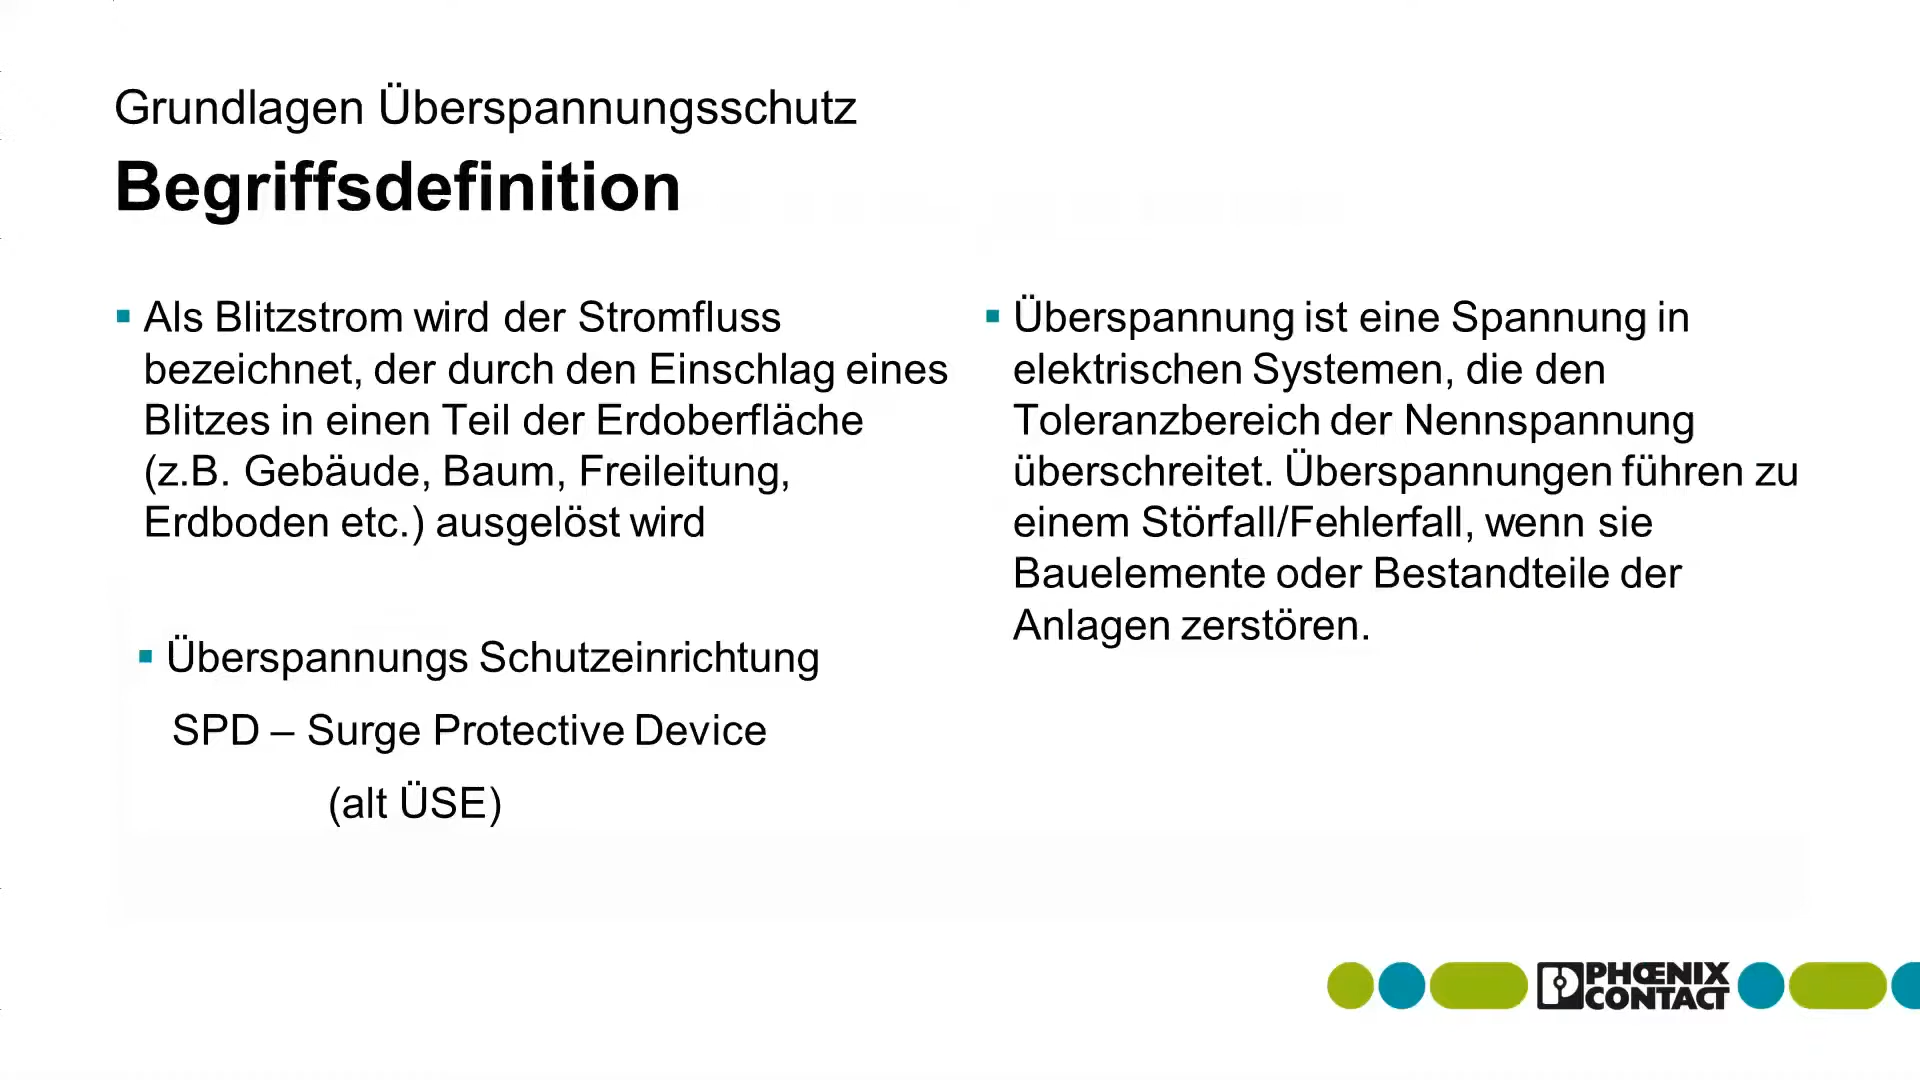 Grundlagen Überspannungsschutz
Begriffsdefinition
Als Blitzstrom wird der Stromfluss
bezeichnet, der durch den Einschlag eines
Blitzes in einen Teil der Erdoberfläche
(z.B. Gebäude, Baum, Freileitung,
Erdboden etc.) ausgelöst wird
Überspannungs Schutzeinrichtung
SPD – Surge Protective Device
(alt ÜSE)
Überspannung ist eine Spannung in
elektrischen Systemen, die den
Toleranzbereich der Nennspannung
überschreitet. Überspannungen führen zu
einem Störfall/Fehlerfall, wenn sie
Bauelemente oder Bestandteile der
Anlagen zerstören.
PHŒNIX
CONTACT